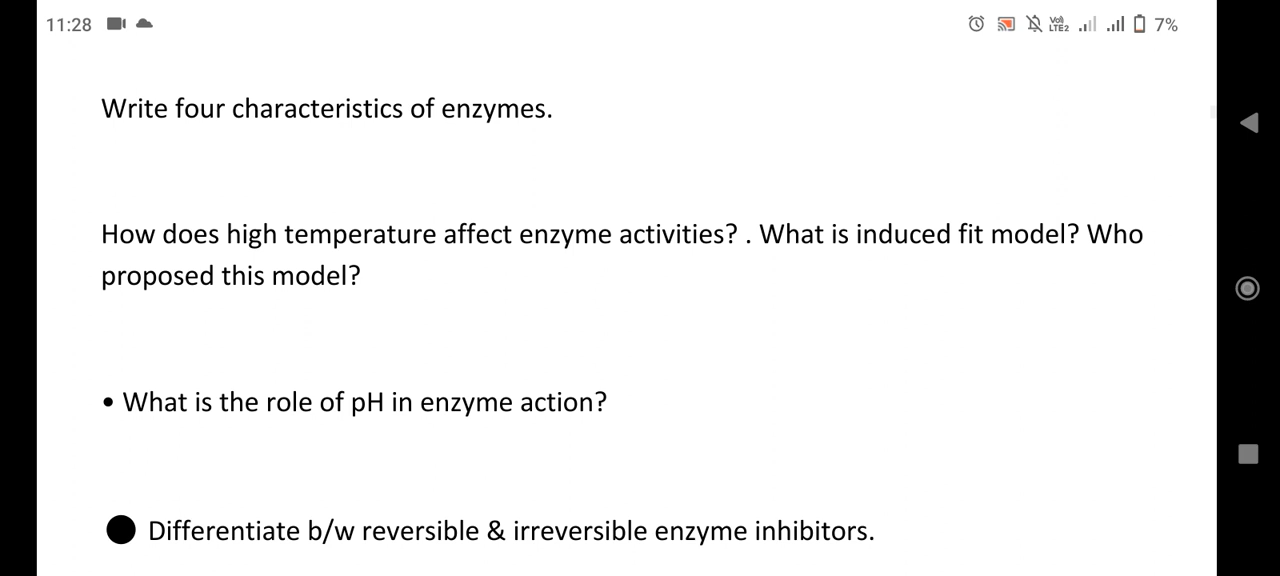 11:28
Vo) LTE2 7%
Write four characteristics of enzymes.
How does high temperature affect enzyme activities? . What is induced fit model? Who
proposed this model?
• What is the role of pH in enzyme action?
● Differentiate b/w reversible & irreversible enzyme inhibitors.